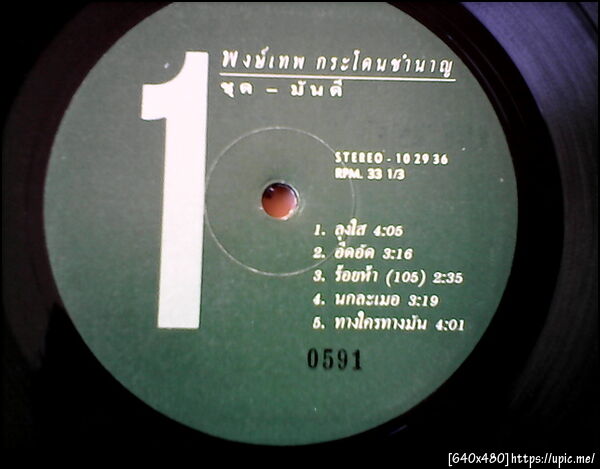 1
พงษ์เทพ กระโดนชำนาญ
ชุด - มันดี
STEREO - 102936
RPM. 33 1/3
1. ลุงใส 4:05
2. อึดอัด 3:16
3. ร้อยห้า (105) 2:35
4. นกละเมอ 3:19
5. ทางใครทางมัน 4:01
0591
[640x480]https://upic.me/